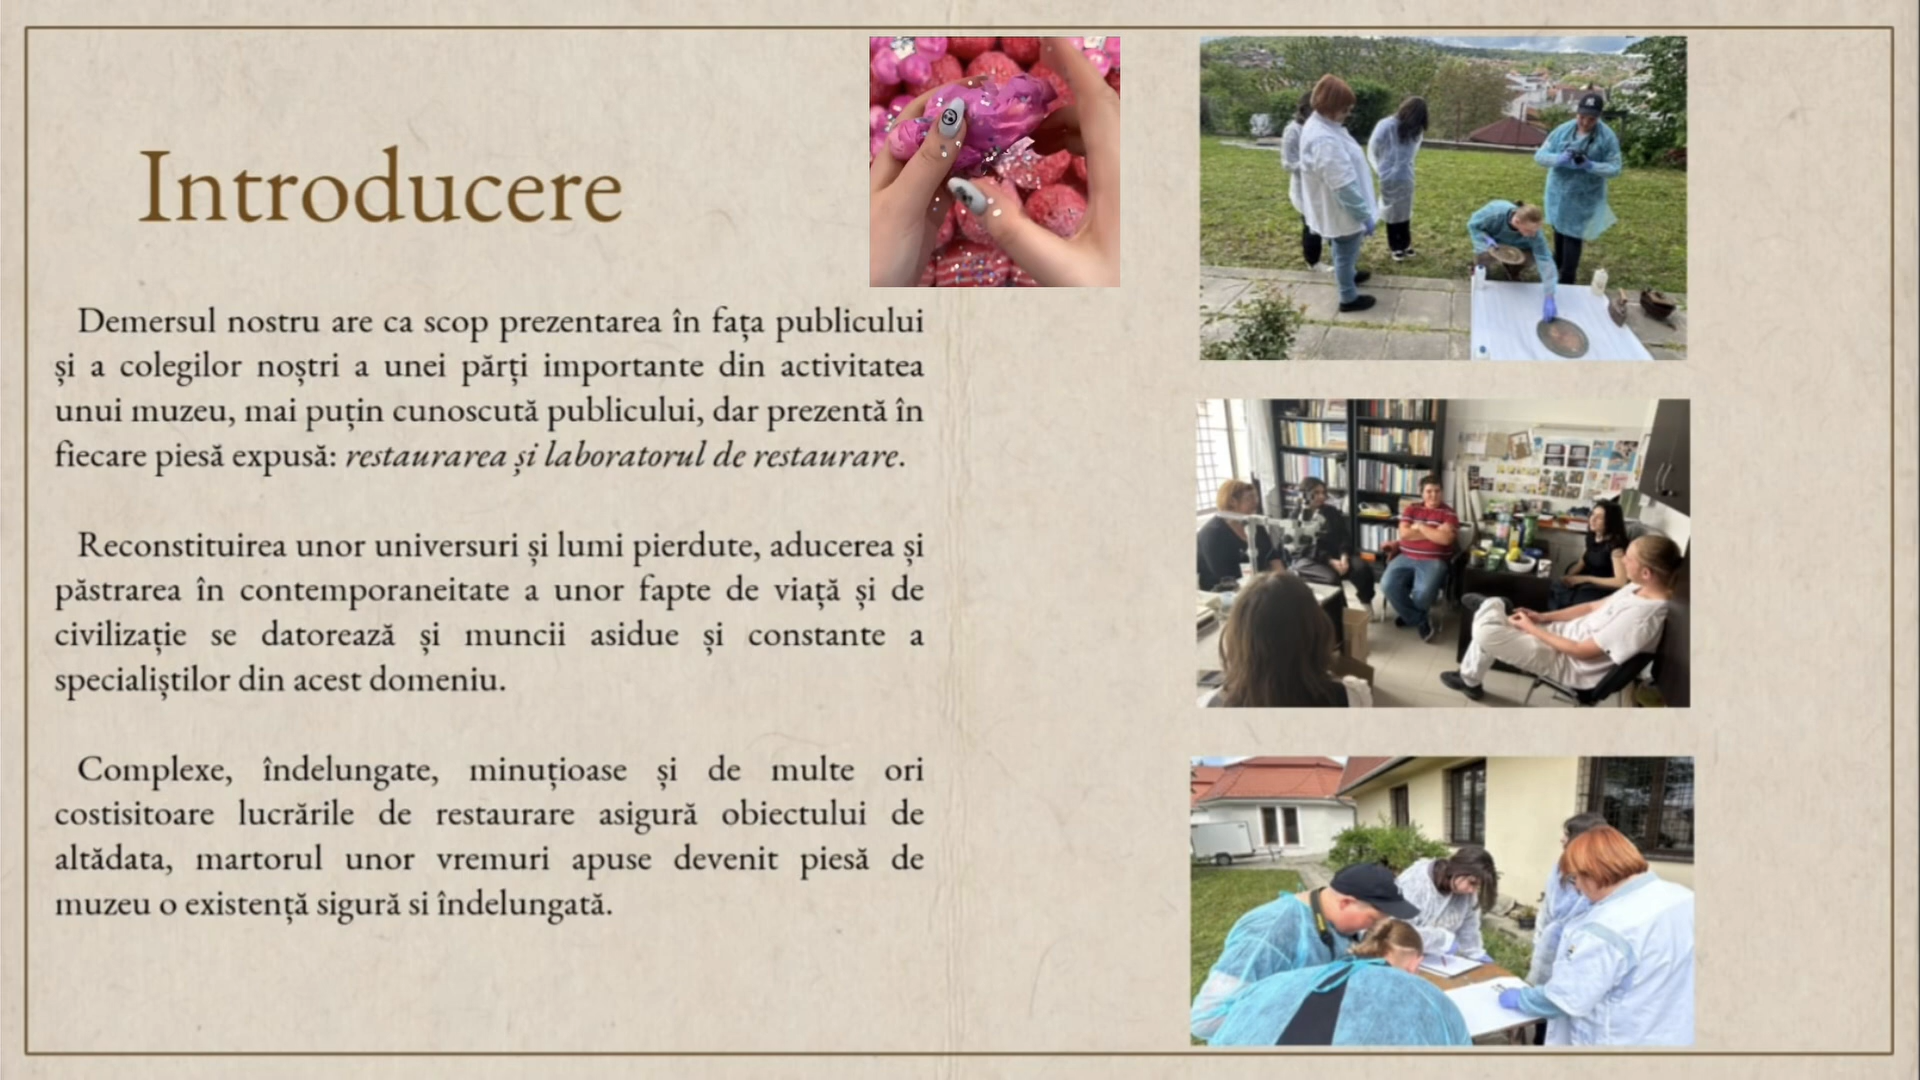 Introducere
Demersul nostru are ca scop prezentarea în fața publicului
și a colegilor noștri a unei părți importante din activitatea
unui muzeu, mai puțin cunoscută publicului, dar prezentă în
fiecare piesă expusă: restaurarea și laboratorul de restaurare.
Reconstituirea unor universuri și lumi pierdute, aducerea și
păstrarea în contemporaneitate a unor fapte de viață și de
civilizație se datorează și muncii asidue și constante a
specialiștilor din acest domeniu.
Complexe, îndelungate, minuțioase și de multe ori
costisitoare lucrările de restaurare asigură obiectului de
altădata, martorul unor vremuri apuse devenit piesă de
muzeu o existență sigură si îndelungată.